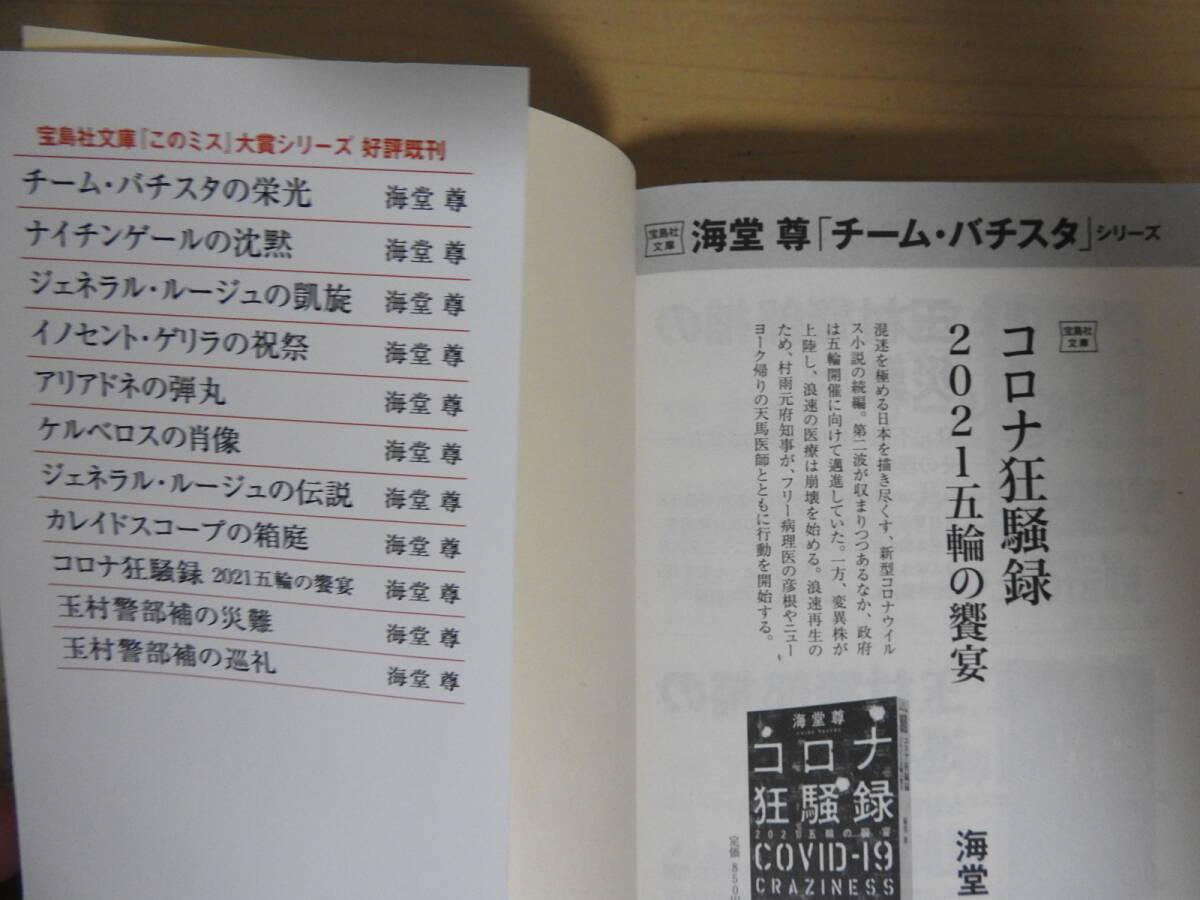 宝島社文庫『このミス』大賞シリーズ 好評既刊
チーム・バチスタの栄光 海堂 尊
ナイチンゲールの沈黙 海堂 尊
ジェネラル・ルージュの凱旋 海堂 尊
イノセント・ゲリラの祝祭 海堂 尊
アリアドネの弾丸 海堂 尊
ケルベロスの肖像 海堂 尊
ジェネラル・ルージュの伝説 海堂 尊
カレイドスコープの箱庭 海堂 尊
コロナ狂騒録 2021五輪の饗宴 海堂 尊
玉村警部補の災難 海堂 尊
玉村警部補の巡礼 海堂 尊
宝島社
文庫
海堂 尊「チーム・バチスタ」シリーズ
宝島社
文庫
コロナ狂騒録
2021五輪の饗宴
海堂
混迷を極める日本を描き尽くす、新型コロナウイル
ス小説の続編。第二波が収まりつつあるなか、政府
は五輪開催に向けて邁進していた。一方、変異株が
上陸し、浪速の医療は崩壊を始める。浪速再生の
ため、村雨元府知事が、フリー病理医の彦根やニュー
ヨーク帰りの天馬医師とともに行動を開始する。
海堂尊
コロナ
狂騒録
2021五輪の饗宴
COVID-19
CRAZINESS
定価 850円